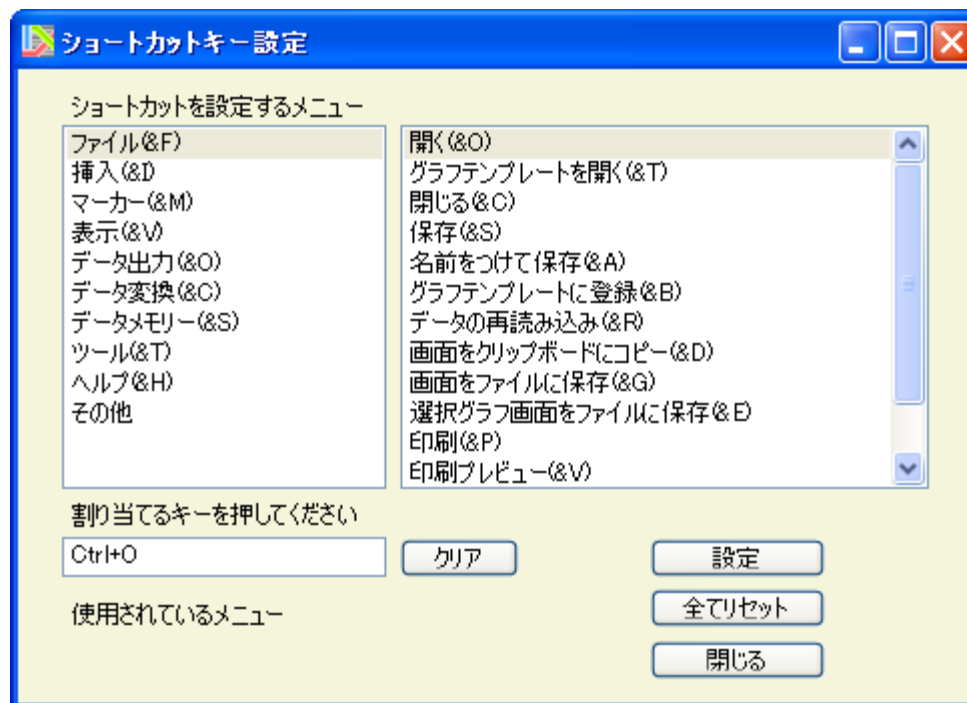 ショートカットキー設定
ショートカットを設定するメニュー
ファイル(&F)
挿入(&I)
マーカー(&M)
表示(&V)
データ出力(&O)
データ変換(&C)
データメモリー(&S)
ツール(&T)
ヘルプ(&H)
その他
開く(&O)
グラフテンプレートを開く(&T)
閉じる(&C)
保存(&S)
名前をつけて保存(&A)
グラフテンプレートに登録(&B)
データの再読み込み(&R)
画面をクリップボードにコピー(&D)
画面をファイルに保存(&G)
選択グラフ画面をファイルに保存(&E)
印刷(&P)
印刷プレビュー(&V)
割り当てるキーを押してください
Ctrl+O
クリア
設定
使用されているメニュー
全てリセット
閉じる